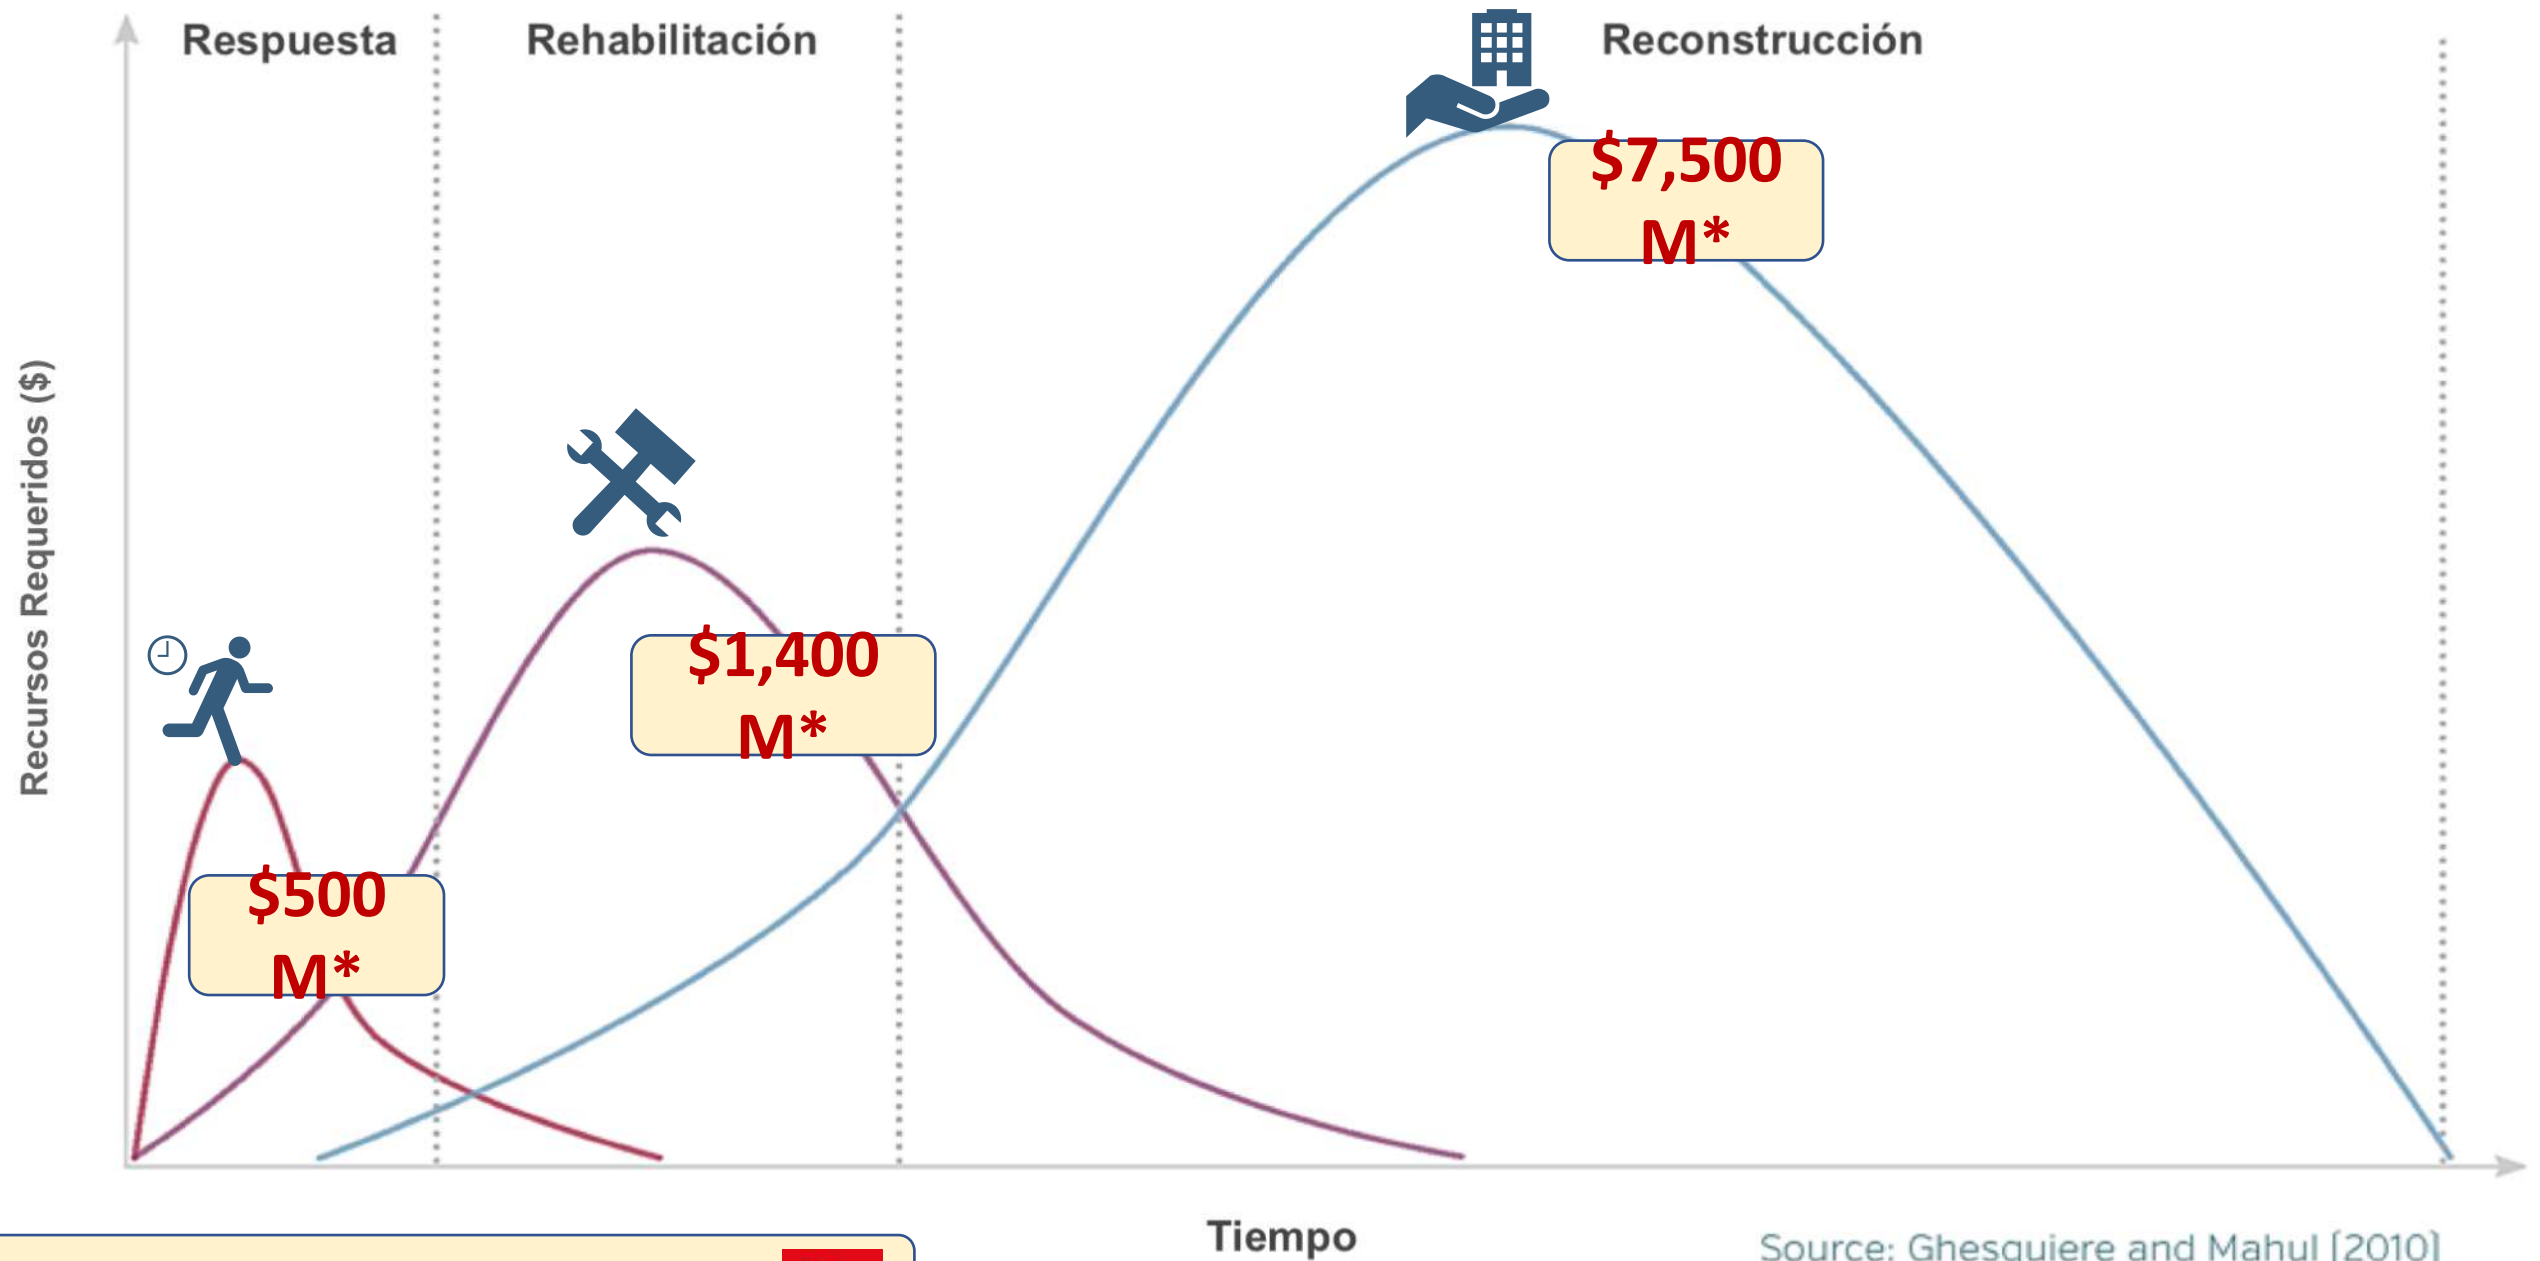 Respuesta
Rehabilitación
Reconstrucción
$7,500
M*
Recursos Requeridos ($)
$1,400
M*
$500
M*
Tiempo
Source: Ghesquiere and Mahul (2010)